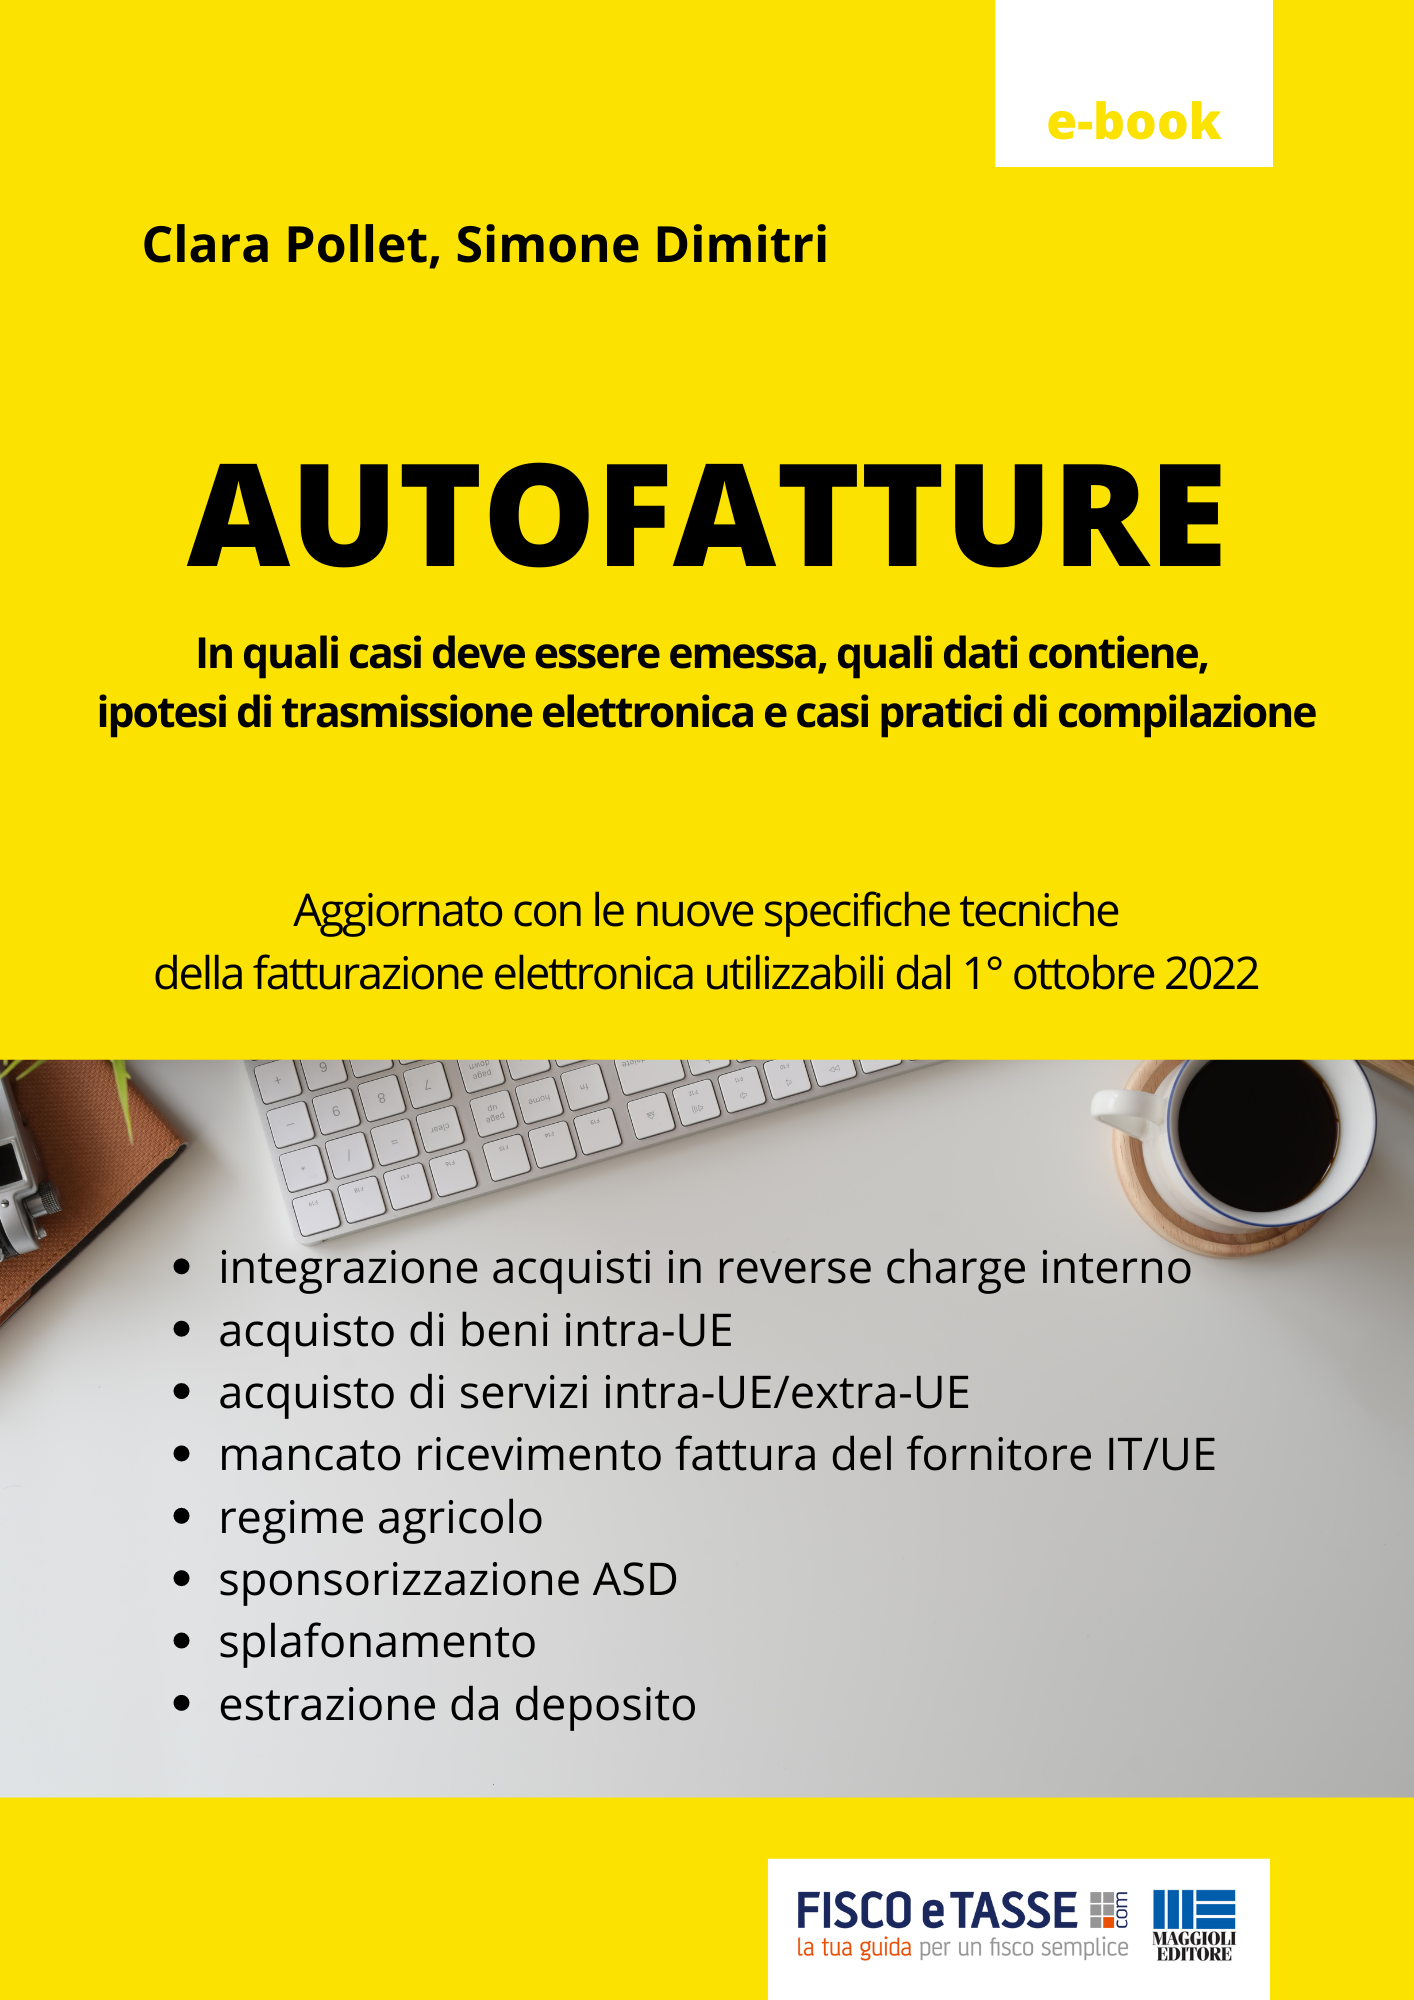 e-book
Clara Pollet, Simone Dimitri
AUTOFATTURE
In quali casi deve essere emessa, quali dati contiene,
ipotesi di trasmissione elettronica e casi pratici di compilazione
Aggiornato con le nuove specifiche tecniche
della fatturazione elettronica utilizzabili dal 1° ottobre 2022
• integrazione acquisti in reverse charge interno
• acquisto di beni intra-UE
• acquisto di servizi intra-UE/extra-UE
• mancato ricevimento fattura del fornitore IT/UE
• regime agricolo
• sponsorizzazione ASD
• splafonamento
• estrazione da deposito
FISCO e TASSE .com
la tua guida per un fisco semplice
MAGGIOLI
EDITORE